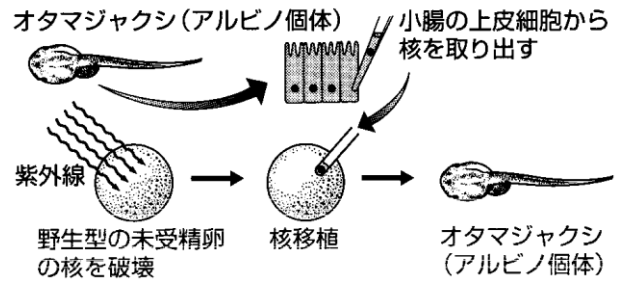 オタマジャクシ(アルビノ個体)
小腸の上皮細胞から
核を取り出す
紫外線
野生型の未受精卵
の核を破壊
核移植
オタマジャクシ
(アルビノ個体)